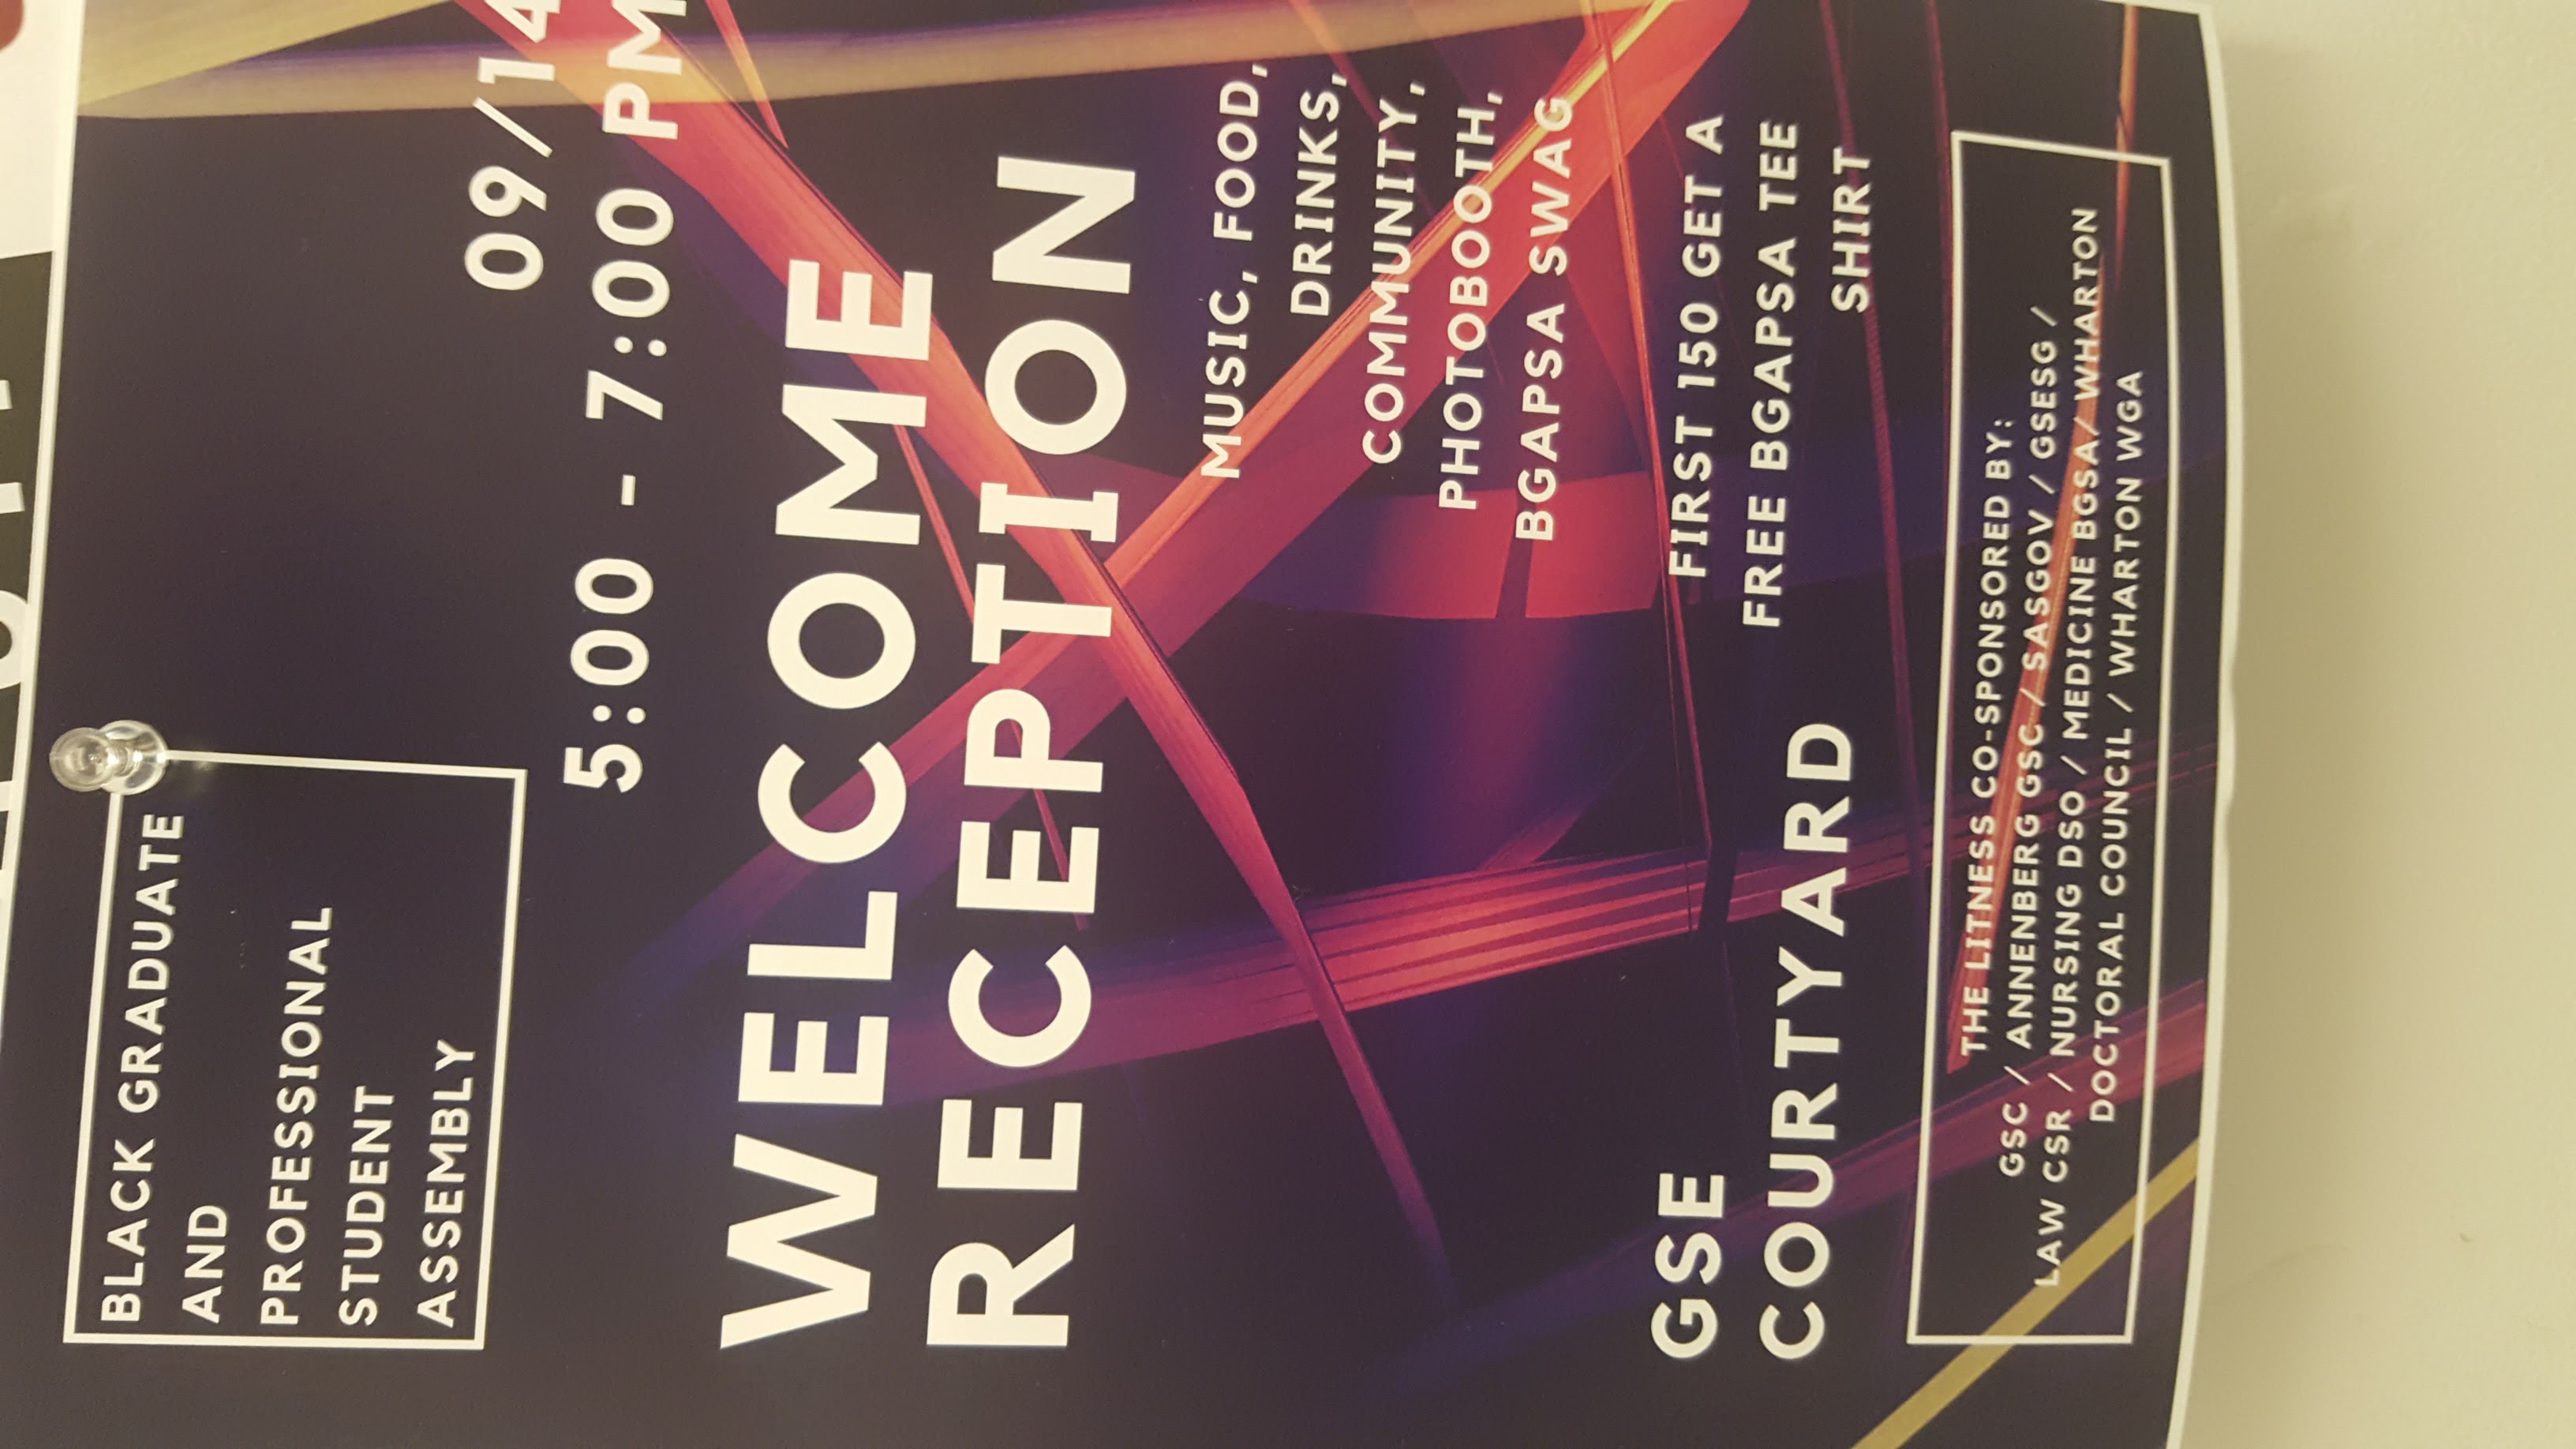 BLACK GRADUATE
AND
PROFESSIONAL
STUDENT
ASSEMBLY
09/14
5:00 - 7:00 PM
WELCOME
RECEPTION
MUSIC, FOOD,
DRINKS,
COMMUNITY,
PHOTOBOOTH,
BGAPSA SWAG
GSE
COURTYARD
FIRST 150 GET A
FREE BGAPSA TEE
SHIRT
THE LITNESS CO-SPONSORED BY:
GSC / ANNENBERG GSC / SASGOV / GSESG /
LAW CSR / NURSING DSO / MEDICINE BGSA/ WHARTON
DOCTORAL COUNCIL / WHARTON WGA